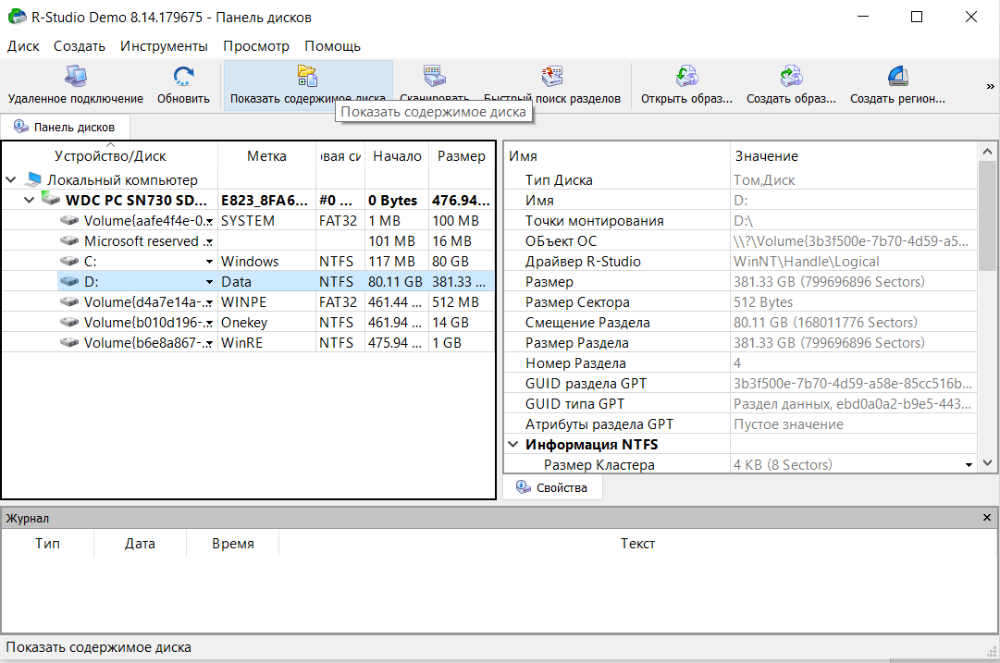 R-Studio Demo 8.14.179675 - Панель дисков
Диск Создать Инструменты Просмотр Помощь
Удаленное подключение Обновить Показать содержимое диска Сканировать Быстрый поиск разделов Открыть образ... Создать образ... Создать регион... »
Показать содержимое диска
Панель дисков
Устройство/Диск Метка овая си Начало Размер
Локальный компьютер
WDC PC SN730 SD... E823_8FA6... #0 ... 0 Bytes 476.94...
Volume{aafe4f4e-0... SYSTEM FAT32 1 MB 100 MB
Microsoft reserved ... 101 MB 16 MB
C: Windows NTFS 117 MB 80 GB
D: Data NTFS 80.11 GB 381.33 ...
Volume{d4a7e14a-... WINPE FAT32 461.44 ... 512 MB
Volume{b010d196-... Onekey NTFS 461.94 ... 14 GB
Volume{b6e8a867-... WinRE NTFS 475.94 ... 1 GB
Имя Значение
Тип Диска Том,Диск
Имя D:
Точки монтирования D:\
ОБъект ОС \\?\Volume{3b3f500e-7b70-4d59-a5...
Драйвер R-Studio WinNT\Handle\Logical
Размер 381.33 GB (799696896 Sectors)
Размер Сектора 512 Bytes
Смещение Раздела 80.11 GB (168011776 Sectors)
Размер Раздела 381.33 GB (799696896 Sectors)
Номер Раздела 4
GUID раздела GPT 3b3f500e-7b70-4d59-a58e-85cc516b...
GUID типа GPT Раздел данных, ebd0a0a2-b9e5-443...
Атрибуты раздела GPT Пустое значение
Информация NTFS
Размер Кластера 4 KB (8 Sectors)
Свойства
Журнал
Тип Дата Время Текст
Показать содержимое диска